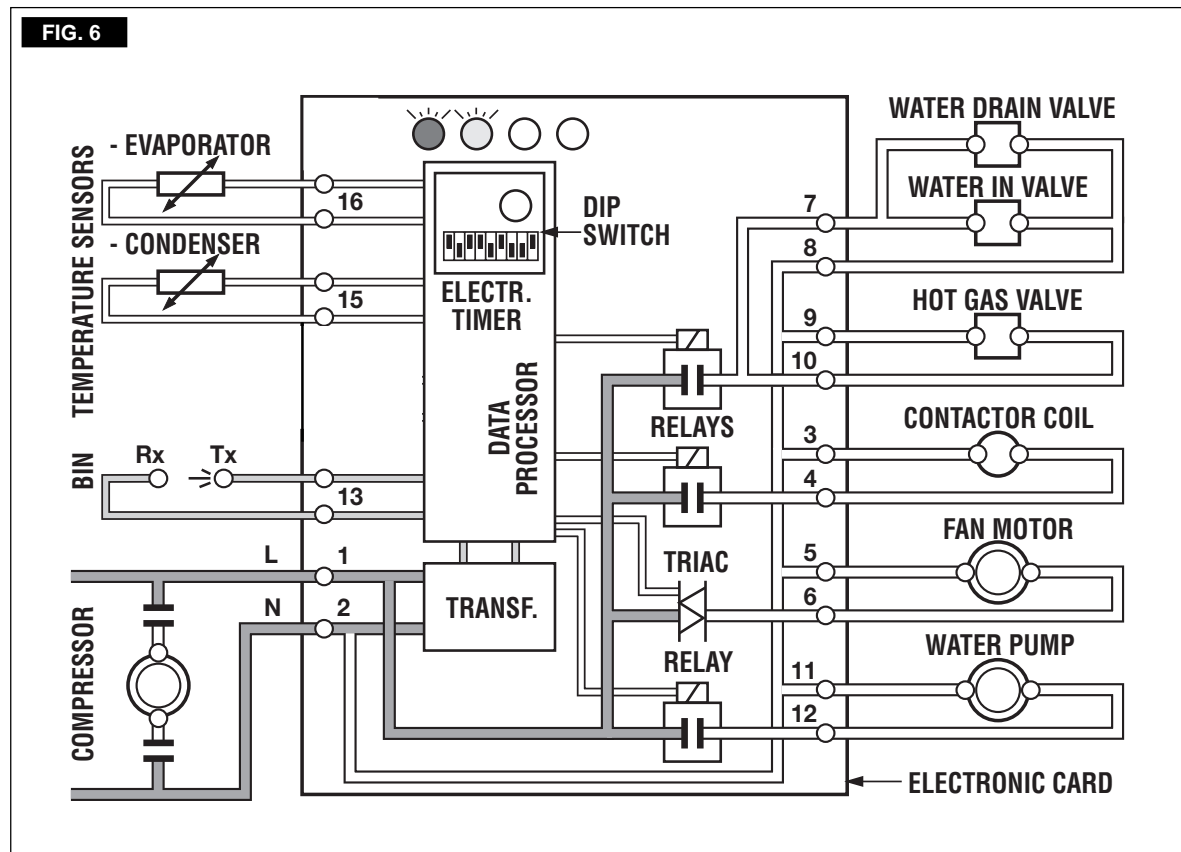 FIG. 6
TEMPERATURE SENSORS
- EVAPORATOR
16
- CONDENSER
15
BIN
Rx
Tx
13
L
1
N
2
COMPRESSOR
DIP
SWITCH
ELECTR.
TIMER
DATA
PROCESSOR
TRANSF.
RELAYS
TRIAC
RELAY
WATER DRAIN VALVE
WATER IN VALVE
7
8
HOT GAS VALVE
9
10
CONTACTOR COIL
3
4
FAN MOTOR
5
6
WATER PUMP
11
12
ELECTRONIC CARD